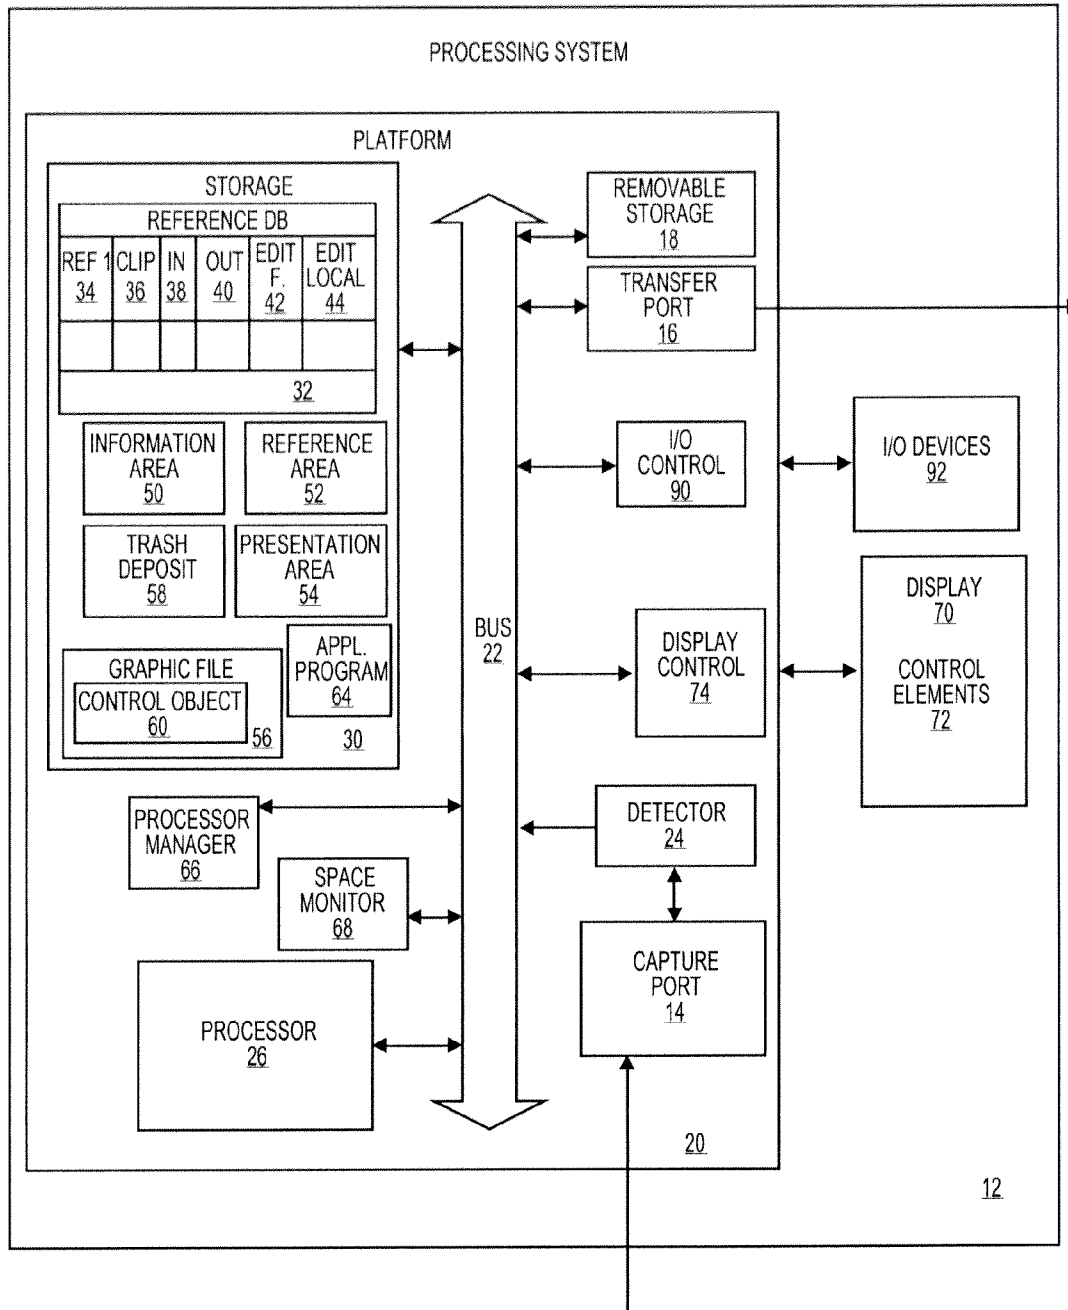 PROCESSING SYSTEM
PLATFORM
STORAGE
REFERENCE DB
REF 1
34
CLIP
36
IN
38
OUT
40
EDIT
F.
42
EDIT
LOCAL
44
32
INFORMATION
AREA
50
REFERENCE
AREA
52
TRASH
DEPOSIT
58
PRESENTATION
AREA
54
GRAPHIC FILE
CONTROL OBJECT
60
56
APPL.
PROGRAM
64
30
PROCESSOR
MANAGER
66
SPACE
MONITOR
68
PROCESSOR
26
BUS
22
REMOVABLE
STORAGE
18
TRANSFER
PORT
16
I/O
CONTROL
90
I/O DEVICES
92
DISPLAY
CONTROL
74
DISPLAY
70
CONTROL
ELEMENTS
72
DETECTOR
24
CAPTURE
PORT
14
20
12